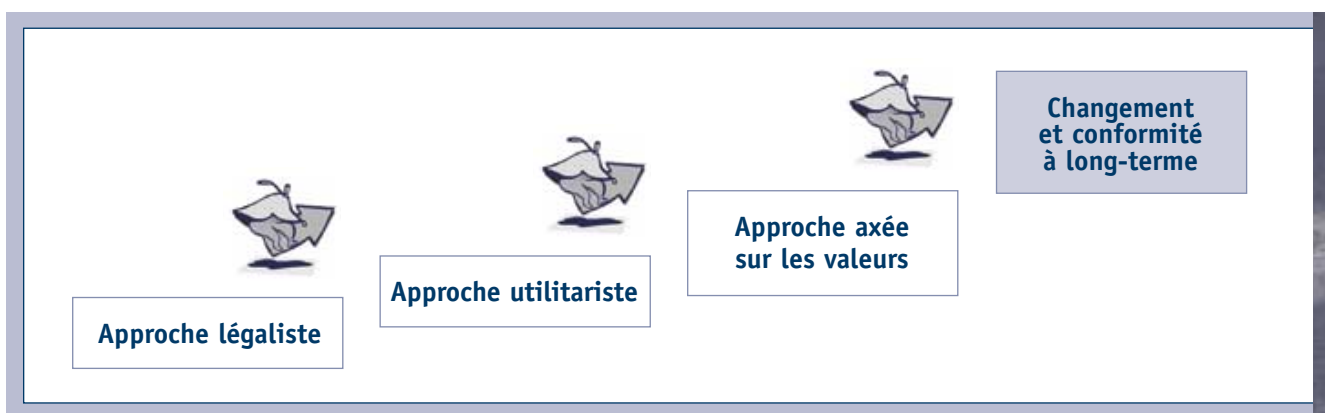 Approche légaliste
Approche utilitariste
Approche axée
sur les valeurs
Changement
et conformité
à long-terme